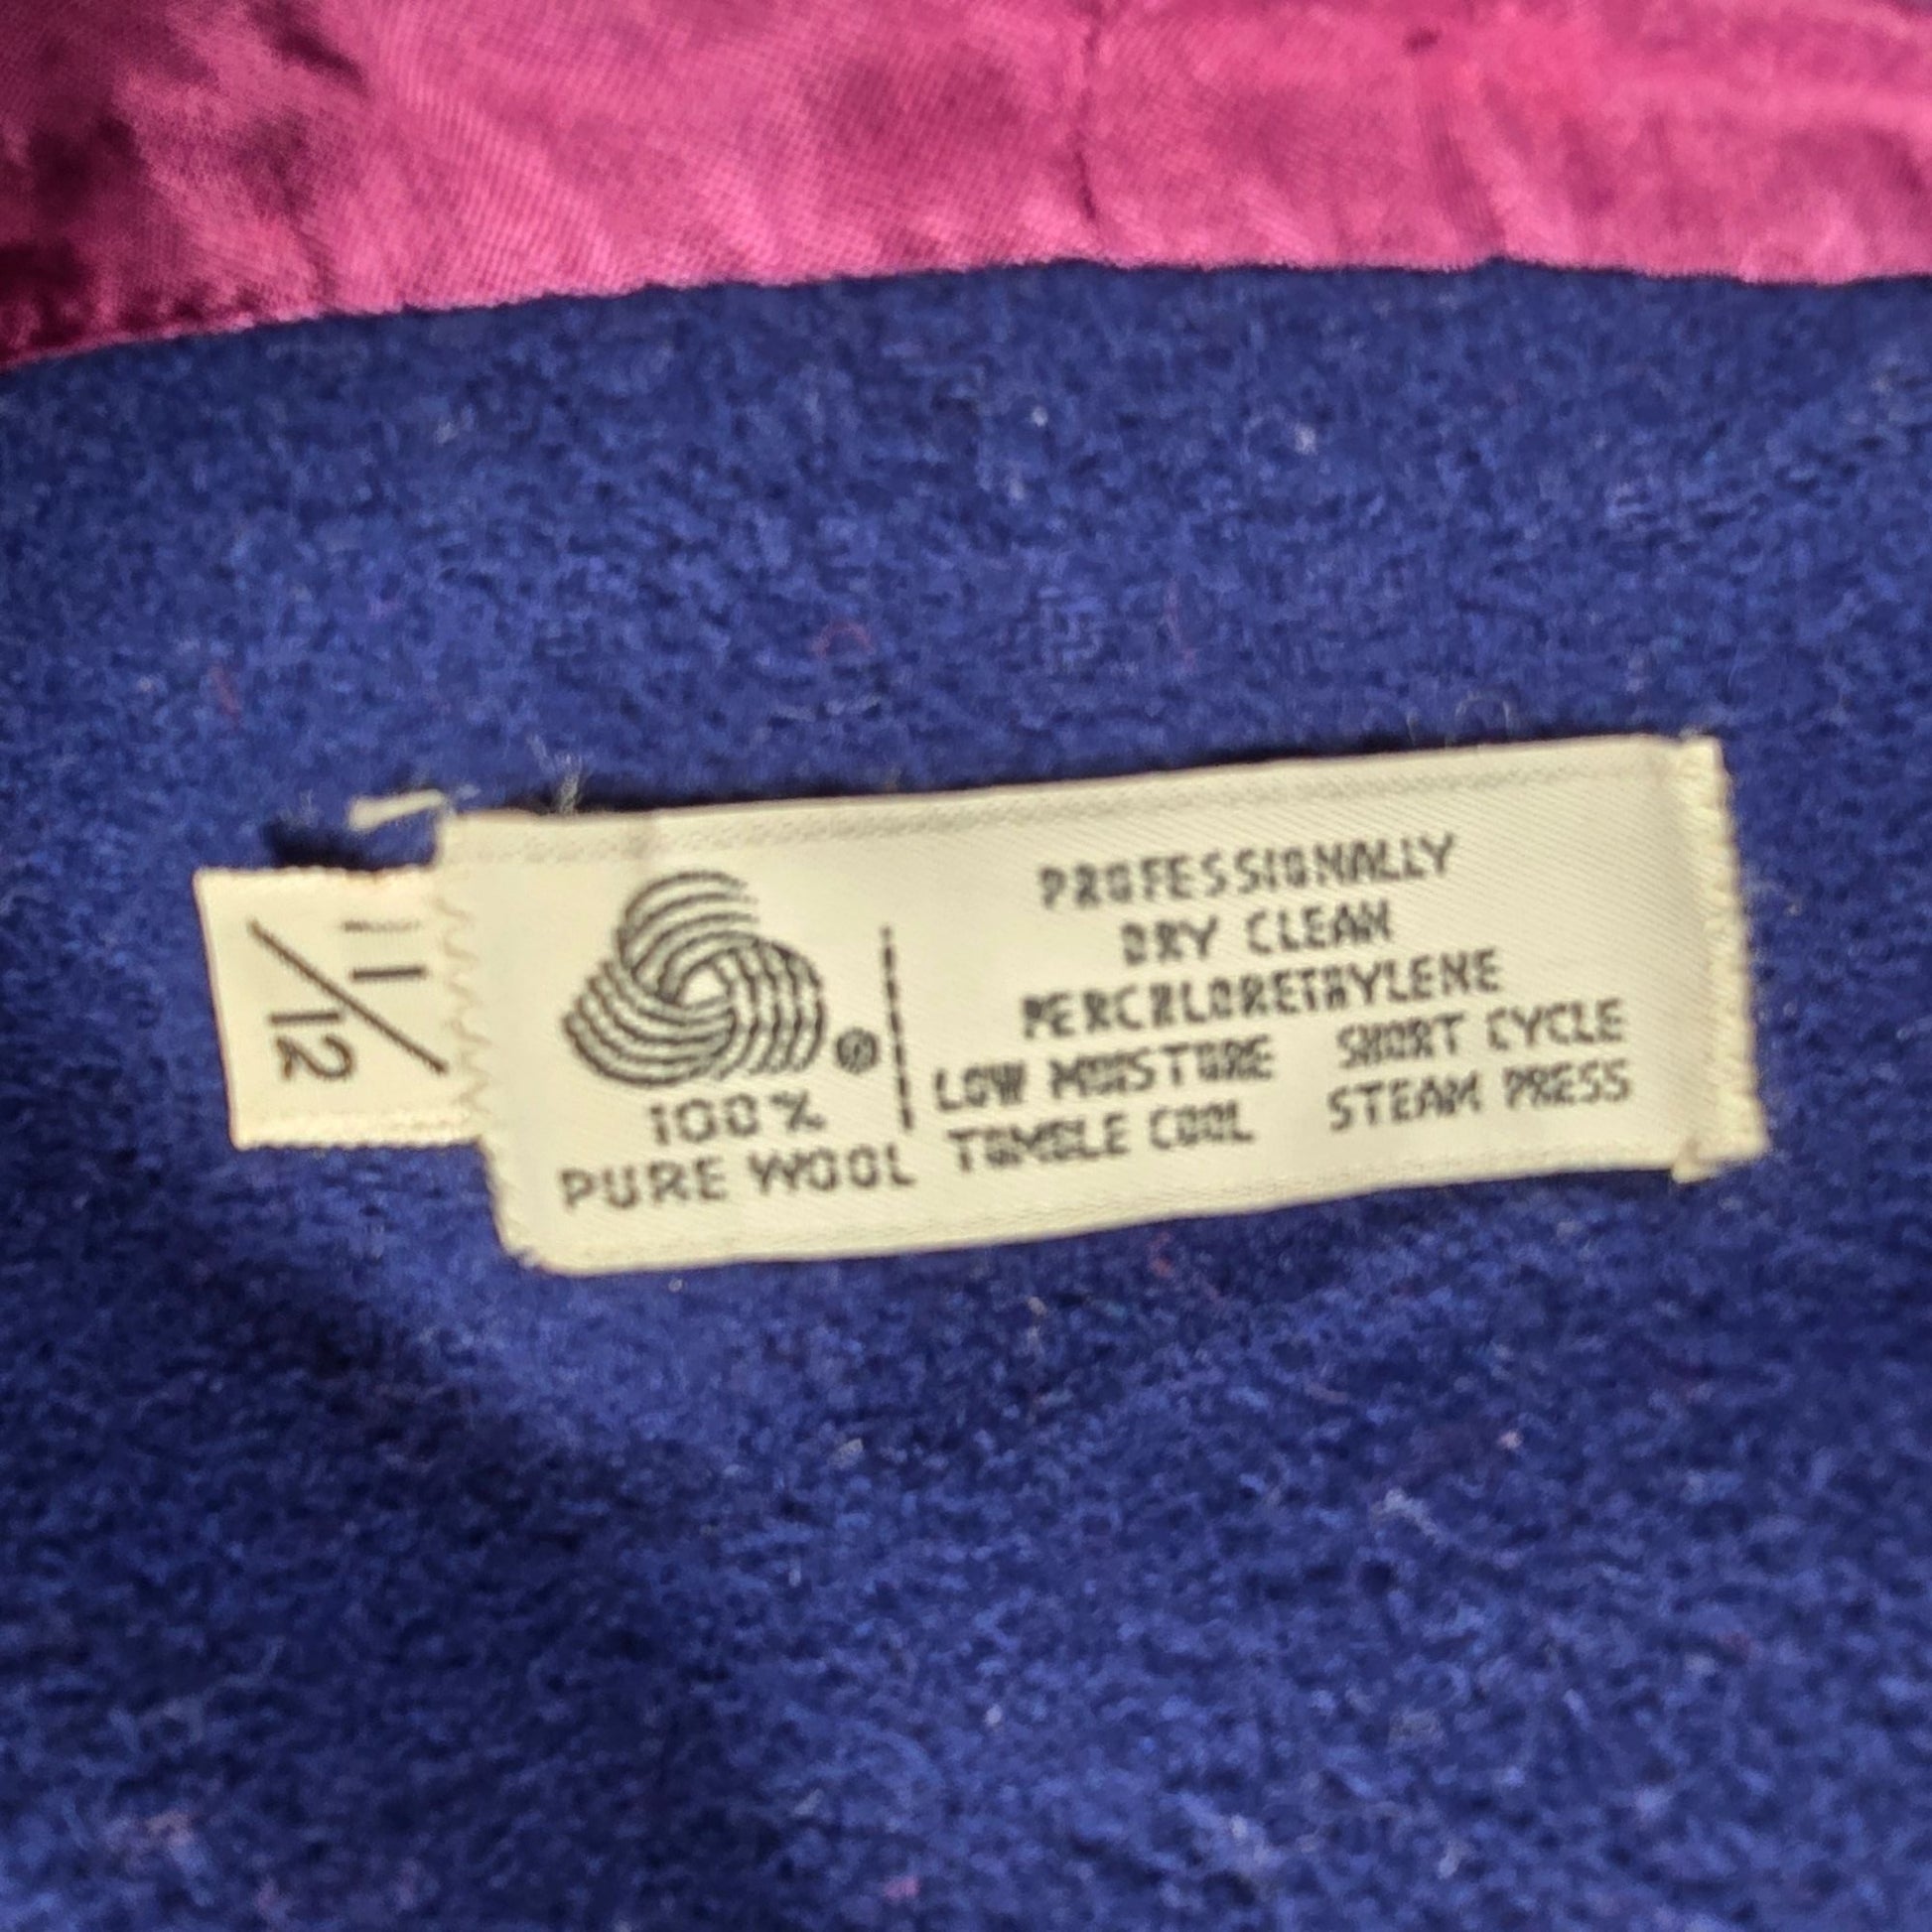 11/12
®
100%
PURE WOOL
PROFESSIONALLY
DRY CLEAN
PERCHLORETHYLENE
LOW MOISTURE SHORT CYCLE
TUMBLE COOL STEAM PRESS